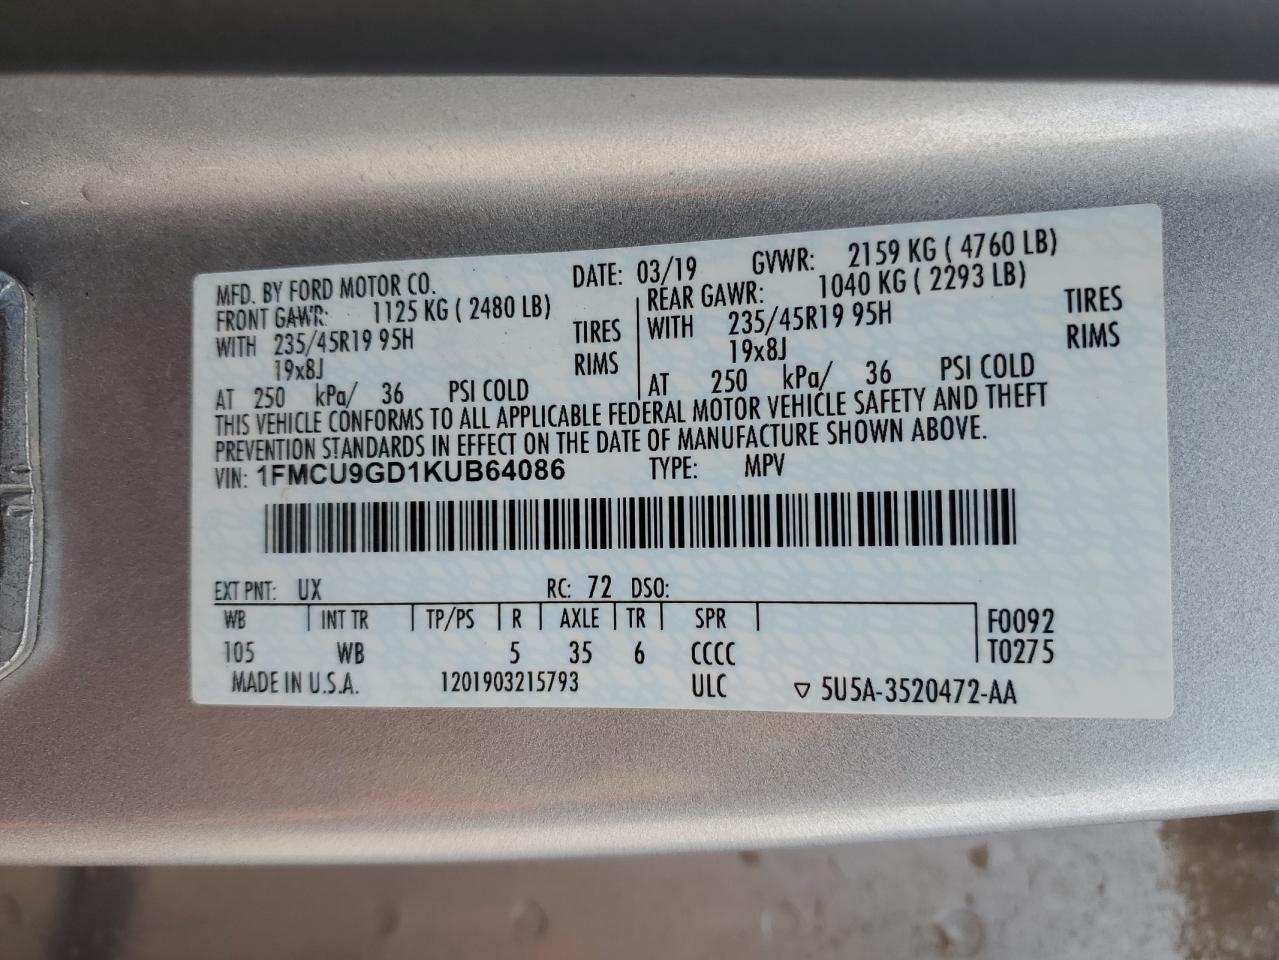 MFD. BY FORD MOTOR CO. DATE: 03/19 GVWR: 2159 KG ( 4760 LB)
FRONT GAWR: 1125 KG ( 2480 LB) REAR GAWR: 1040 KG ( 2293 LB)
WITH 235/45R19 95H TIRES WITH 235/45R19 95H TIRES
19x8J RIMS 19x8J RIMS
AT 250 kPa/ 36 PSI COLD AT 250 kPa/ 36 PSI COLD
THIS VEHICLE CONFORMS TO ALL APPLICABLE FEDERAL MOTOR VEHICLE SAFETY AND THEFT
PREVENTION STANDARDS IN EFFECT ON THE DATE OF MANUFACTURE SHOWN ABOVE.
VIN: 1FMCU9GD1KUB64086 TYPE: MPV
EXT PNT: UX RC: 72 DSO:
WB INT TR TP/PS R AXLE TR SPR F0092
105 WB 5 35 6 CCCC T0275
MADE IN U.S.A. 1201903215793 ULC ▽ 5U5A-3520472-AA